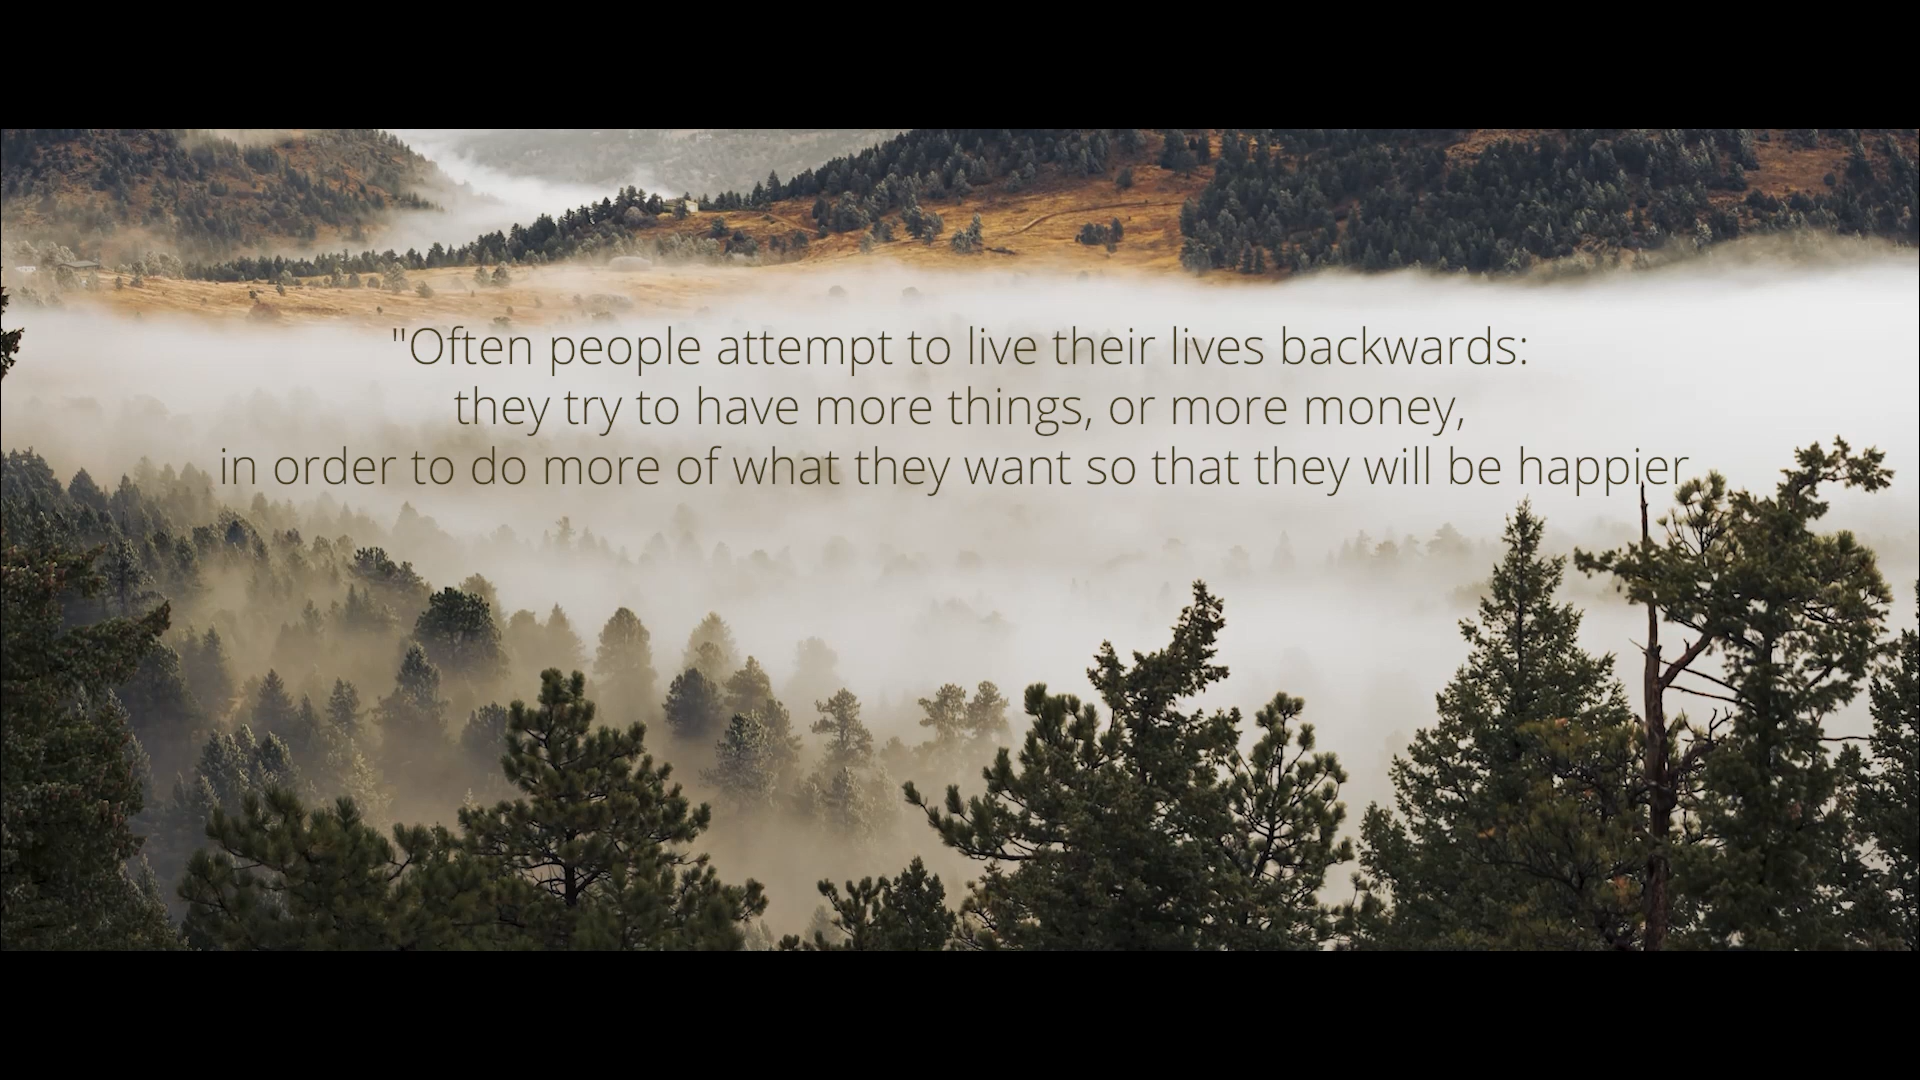 "Often people attempt to live their lives backwards:
they try to have more things, or more money,
in order to do more of what they want so that they will be happier